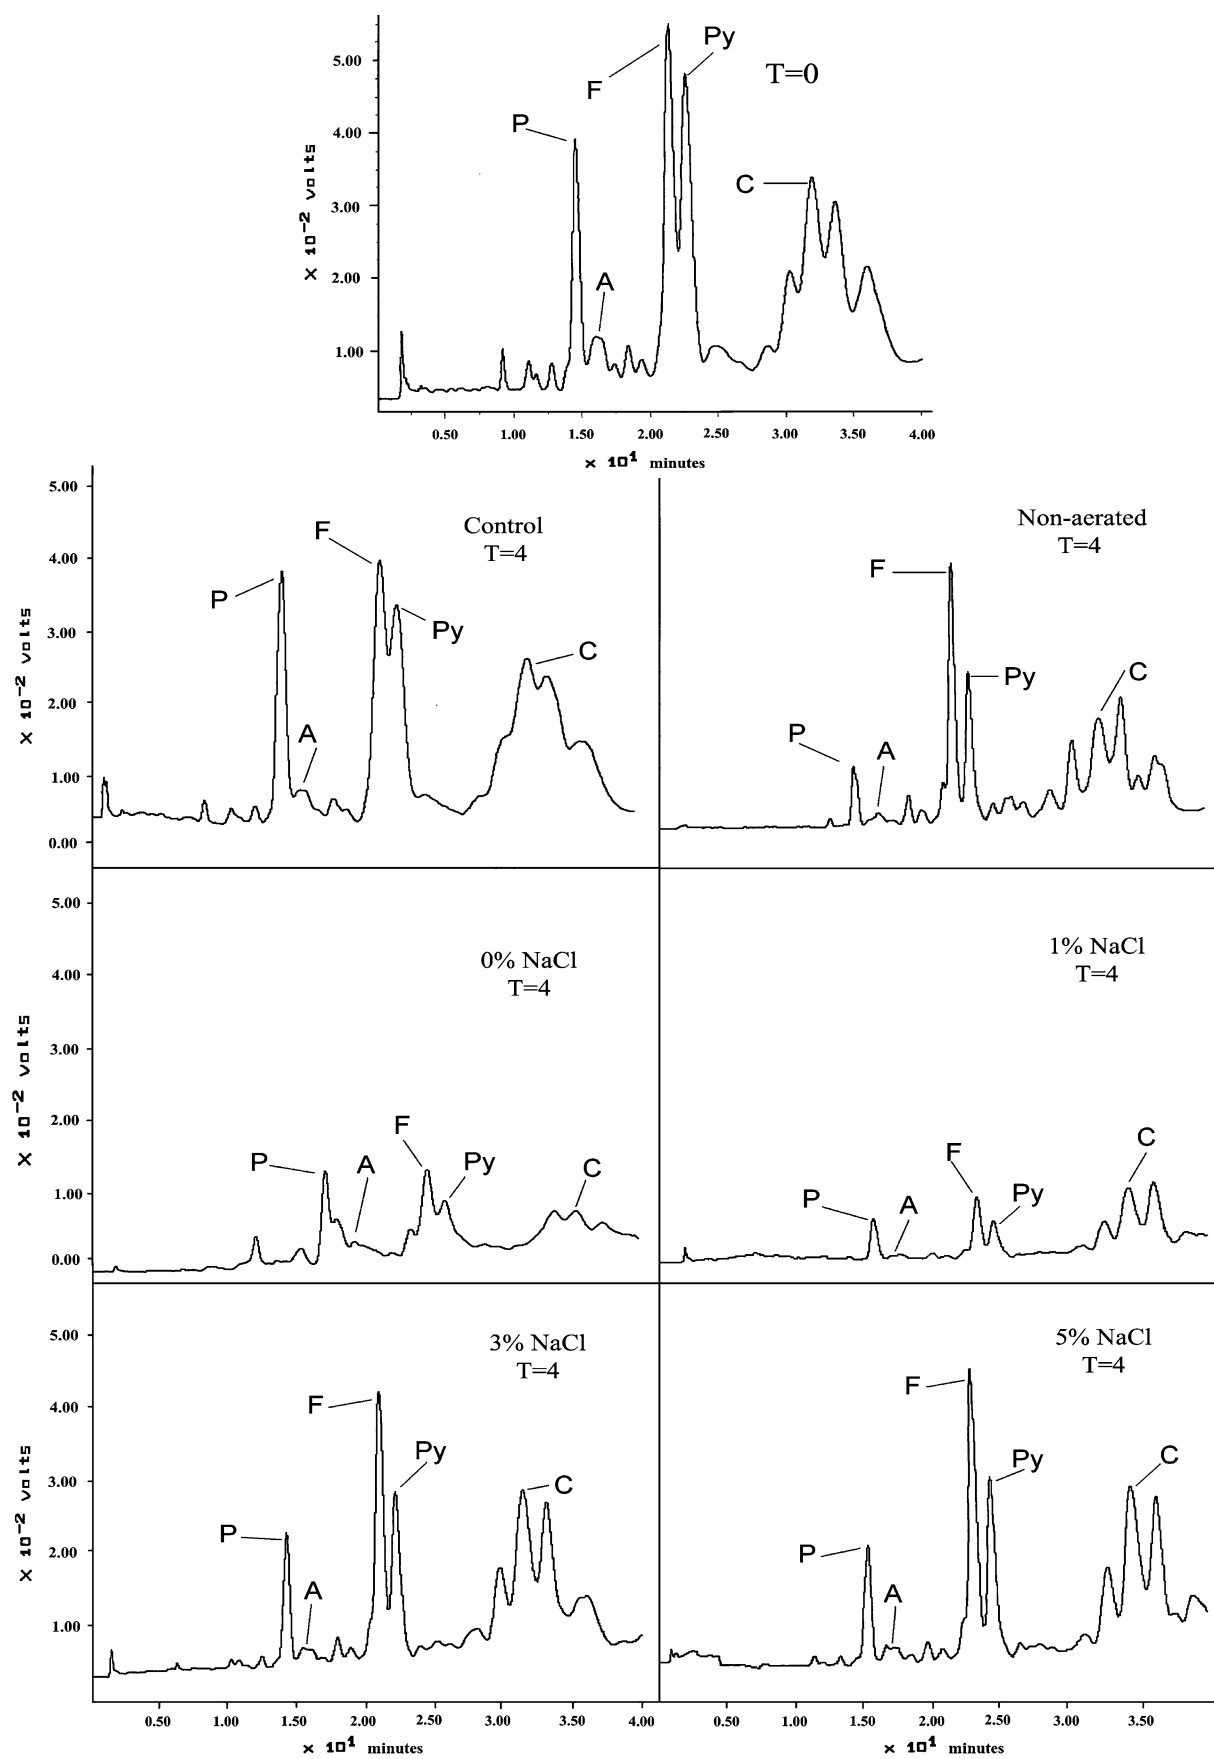 Py
5.00
T=0
F
P
4.00
× 10⁻² volts
3.00
C
2.00
A
1.00
0.50 1.00 1.50 2.00 2.50 3.00 3.50 4.00
× 10¹ minutes
5.00
Control
T=4
F
4.00
P
3.00
Py
× 10⁻² volts
C
2.00
A
1.00
0.00
Non-aerated
T=4
F
Py
C
P
A
5.00
0% NaCl
T=4
4.00
3.00
× 10⁻² volts
2.00
F
P
A
Py
C
1.00
0.00
1% NaCl
T=4
C
F
P
A
Py
5.00
3% NaCl
T=4
F
4.00
Py
3.00
C
× 10⁻² volts
P
2.00
A
1.00
0.50 1.00 1.50 2.00 2.50 3.00 3.50 4.00
× 10¹ minutes
5% NaCl
T=4
F
Py
C
P
A
0.50 1.00 1.50 2.00 2.50 3.00 3.50
× 10¹ minutes